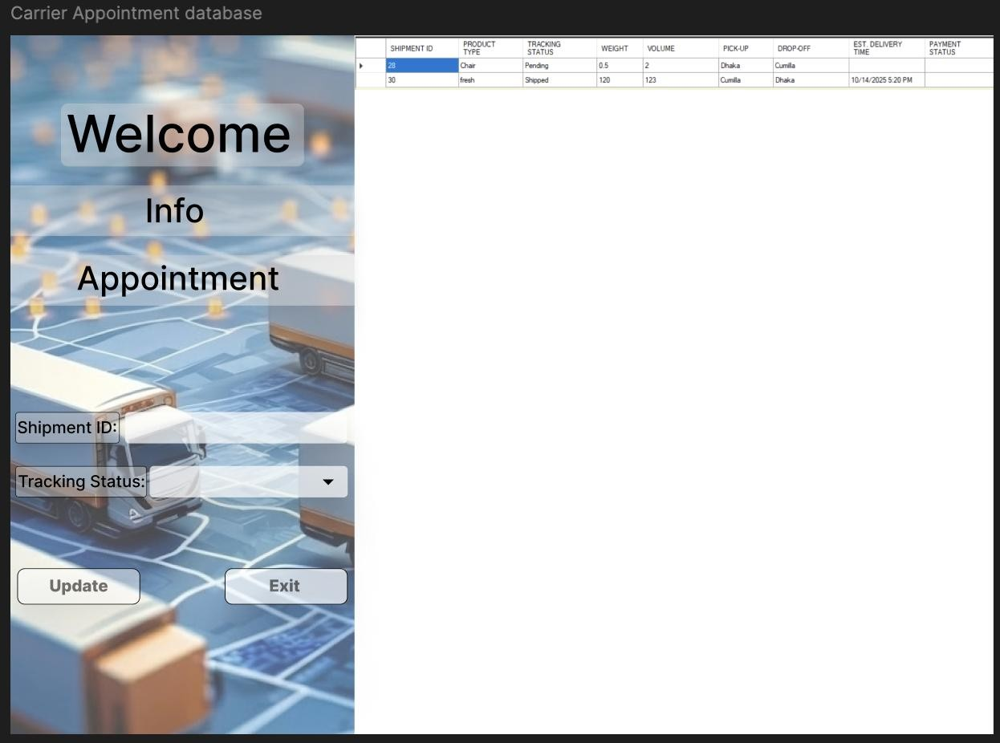 Carrier Appointment database
Welcome
Info
Appointment
Shipment ID:
Tracking Status:
Update Exit
SHIPMENT ID PRODUCT TYPE TRACKING STATUS WEIGHT VOLUME PICK-UP DROP-OFF EST. DELIVERY TIME PAYMENT STATUS
28 Chair Pending 0.5 2 Dhaka Cumilla
30 fresh Shipped 120 123 Cumilla Dhaka 10/14/2025 5:20 PM